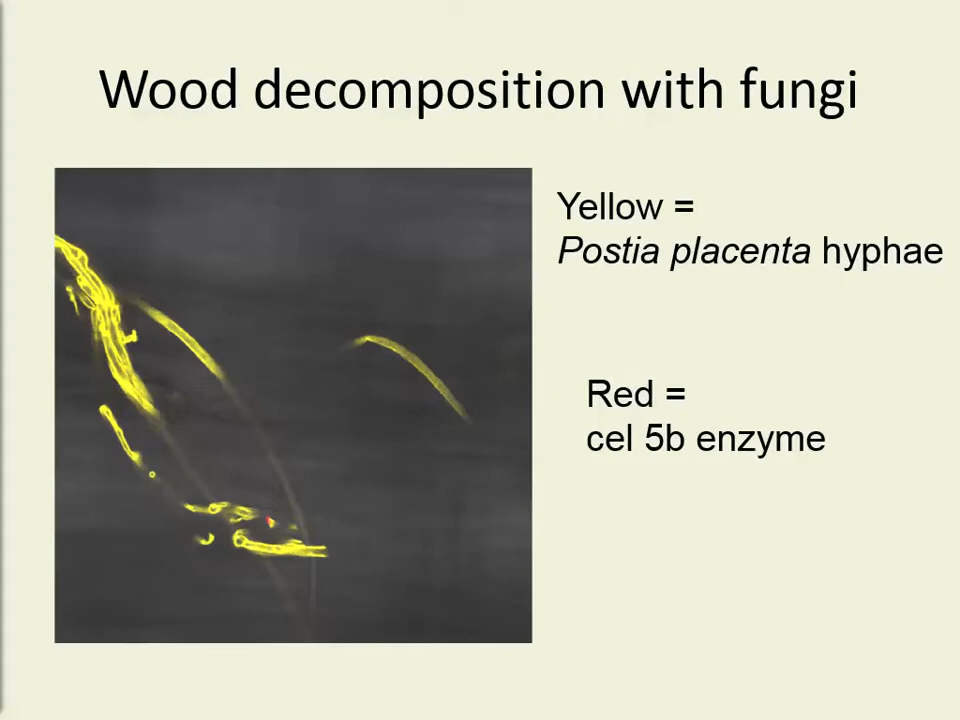 Wood decomposition with fungi
Yellow =
Postia placenta hyphae
Red =
cel 5b enzyme